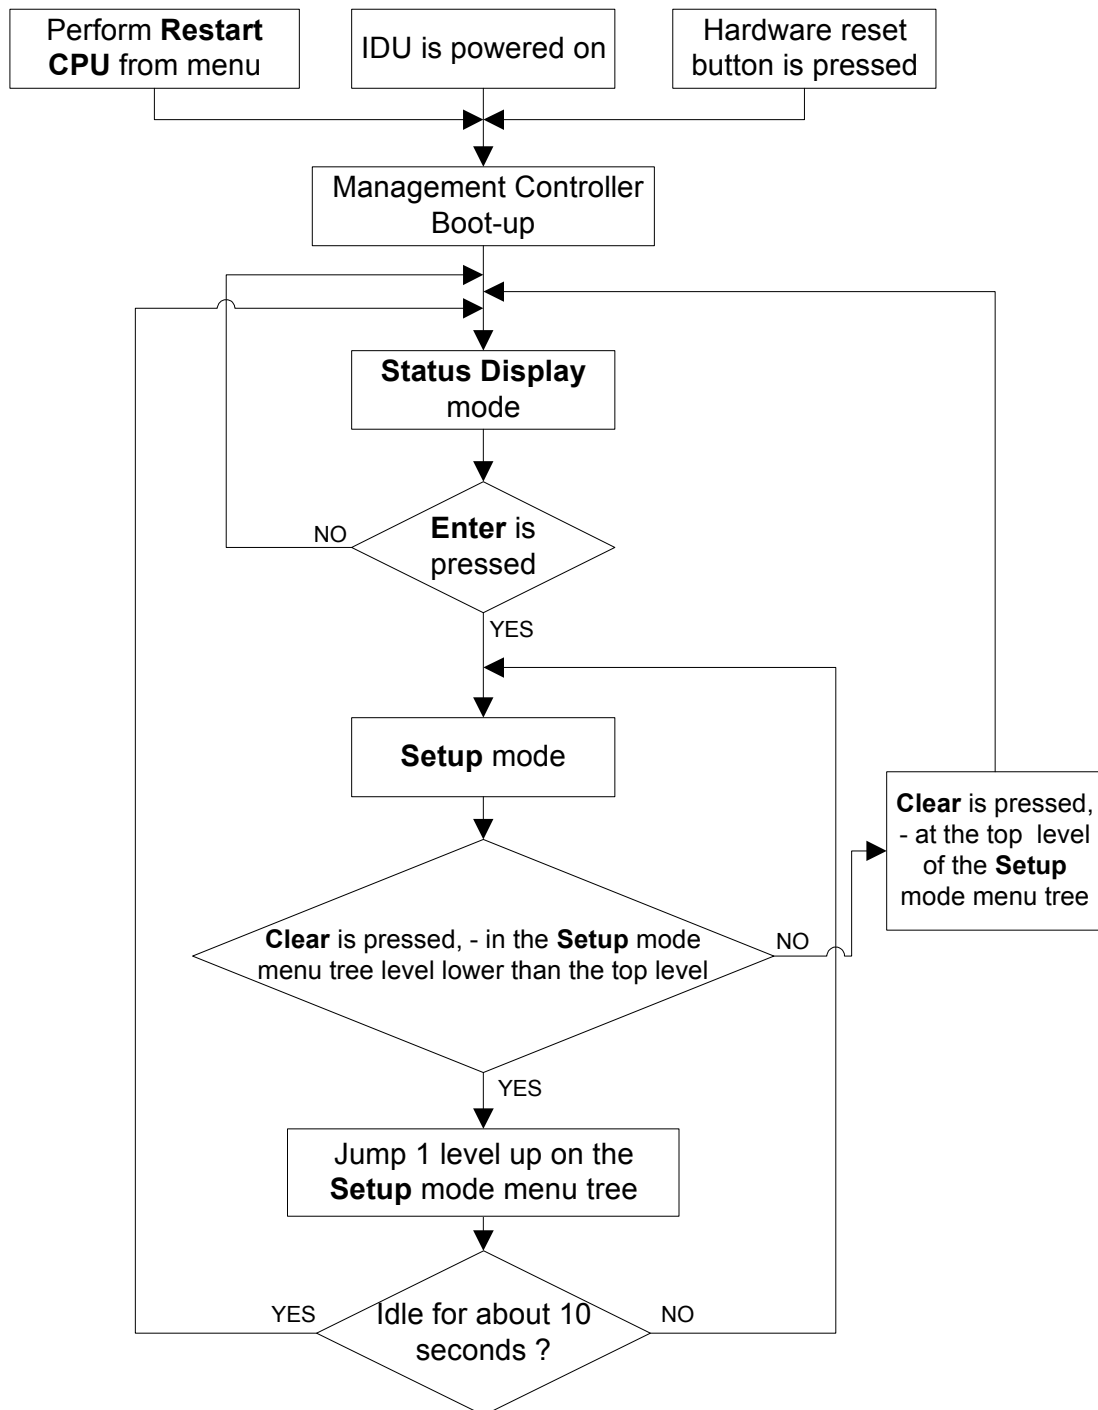 Perform Restart
CPU from menu
IDU is powered on
Hardware reset
button is pressed
Management Controller
Boot-up
Status Display
mode
Enter is
pressed
NO
YES
Setup mode
Clear is pressed,
- at the top level
of the Setup
mode menu tree
Clear is pressed, - in the Setup mode
menu tree level lower than the top level
NO
YES
Jump 1 level up on the
Setup mode menu tree
Idle for about 10
seconds ?
YES
NO